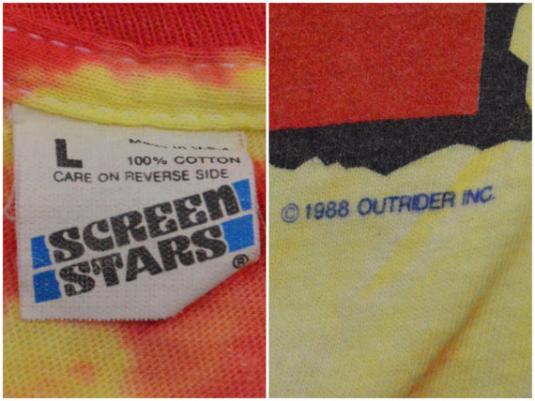 L
Made in U.S.A.
100% COTTON
CARE ON REVERSE SIDE
SCREEN
STARS
®
© 1988 OUTRIDER INC.